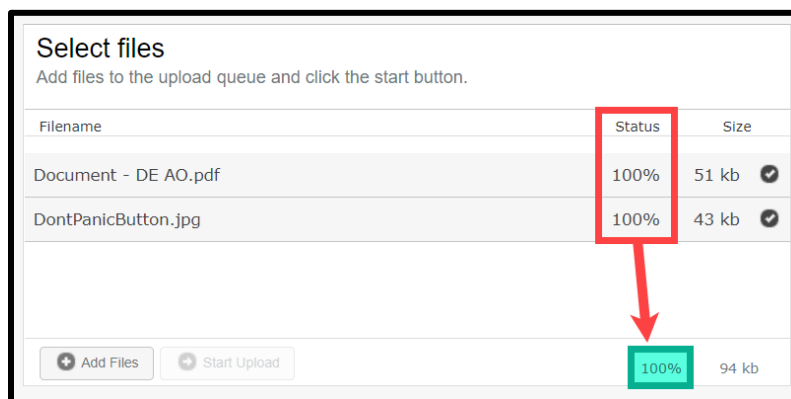 Select files
Add files to the upload queue and click the start button.
Filename Status Size
Document - DE AO.pdf 100% 51 kb
DontPanicButton.jpg 100% 43 kb
Add Files Start Upload 100% 94 kb